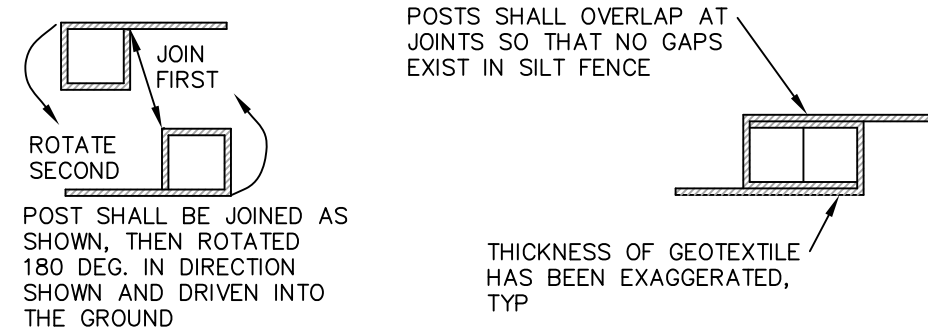 JOIN
FIRST
ROTATE
SECOND
POST SHALL BE JOINED AS
SHOWN, THEN ROTATED
180 DEG. IN DIRECTION
SHOWN AND DRIVEN INTO
THE GROUND
POSTS SHALL OVERLAP AT
JOINTS SO THAT NO GAPS
EXIST IN SILT FENCE
THICKNESS OF GEOTEXTILE
HAS BEEN EXAGGERATED,
TYP